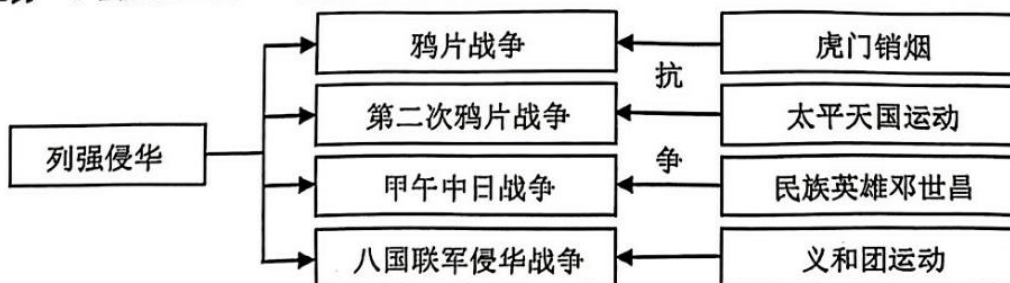 鸦片战争 虎门销烟
抗
第二次鸦片战争 太平天国运动
列强侵华
争
甲午中日战争 民族英雄邓世昌
八国联军侵华战争 义和团运动